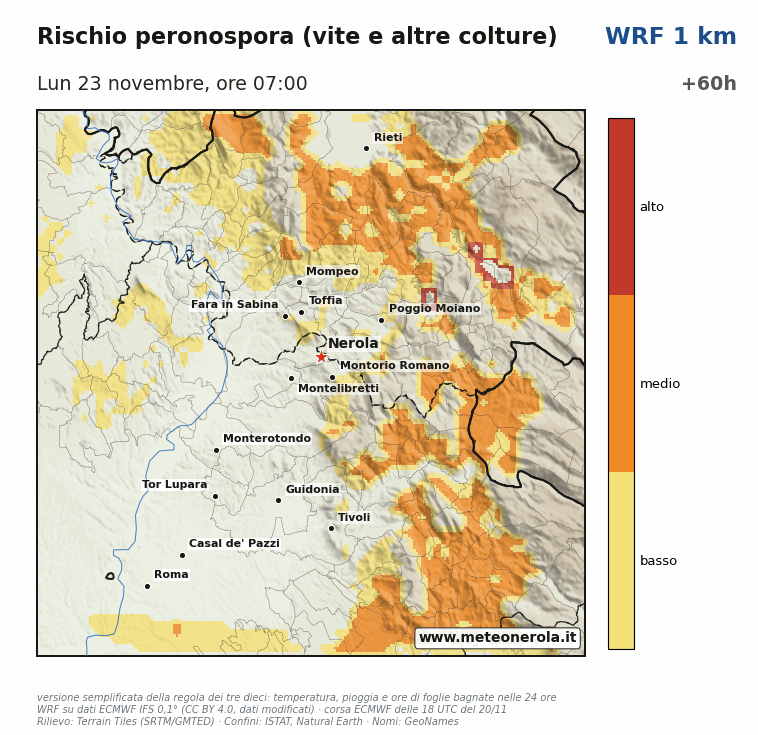 Rischio peronospora (vite e altre colture)
WRF 1 km
Lun 23 novembre, ore 07:00
+60h
Rieti
alto
Mompeo
Fara in Sabina
Toffia
Poggio Moiano
Nerola
Montorio Romano
Montelibretti
medio
Monterotondo
Tor Lupara
Guidonia
Tivoli
Casal de' Pazzi
basso
Roma
www.meteonerola.it
versione semplificata della regola dei tre dieci: temperatura, pioggia e ore di foglie bagnate nelle 24 ore
WRF su dati ECMWF IFS 0,1° (CC BY 4.0, dati modificati) · corsa ECMWF delle 18 UTC del 20/11
Rilievo: Terrain Tiles (SRTM/GMTED) · Confini: ISTAT, Natural Earth · Nomi: GeoNames